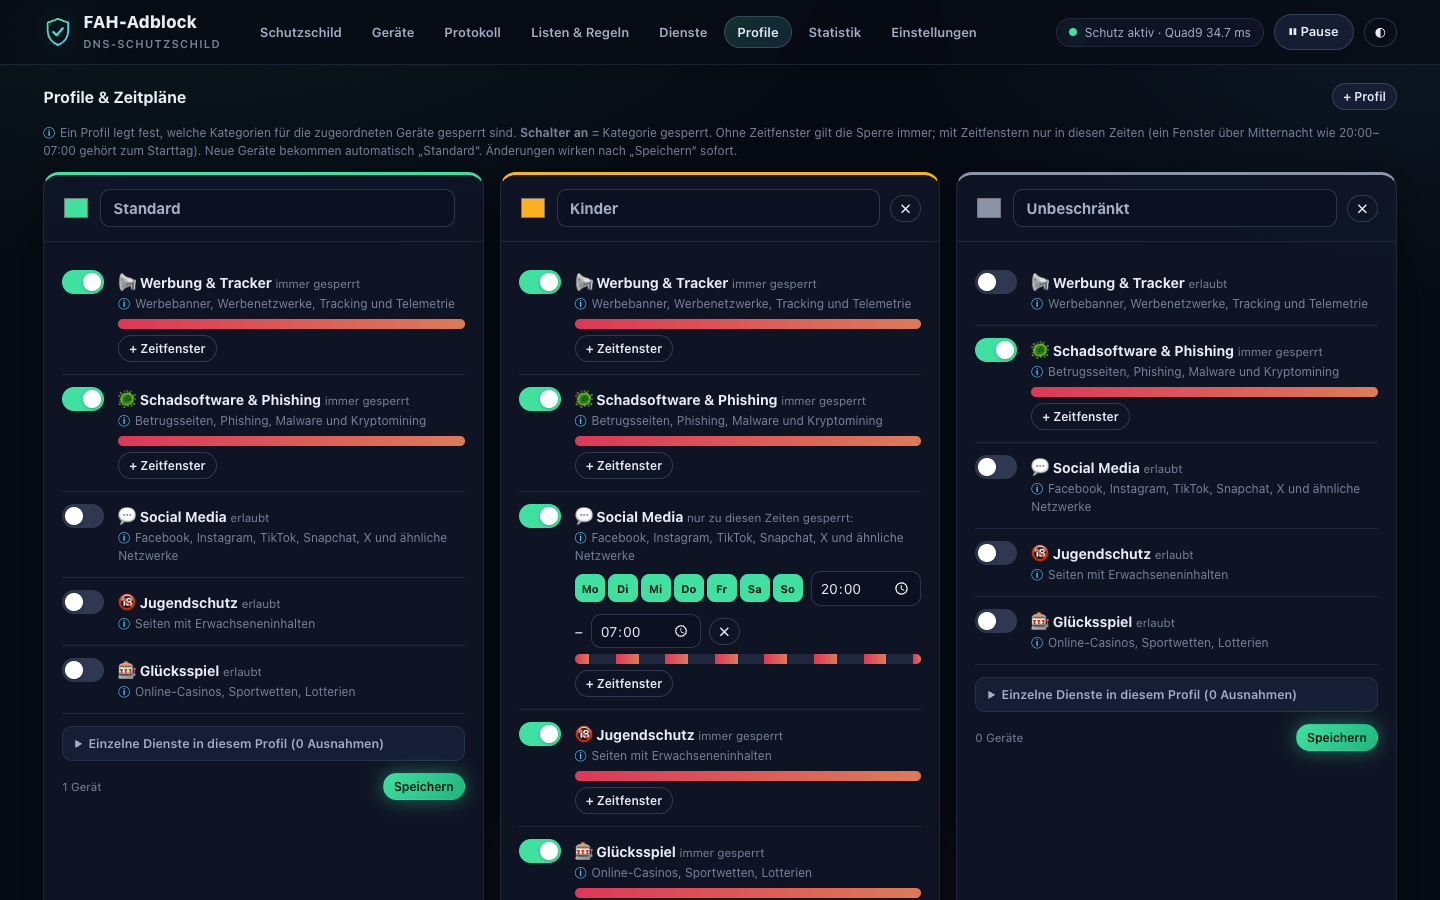 FAH-Adblock
DNS-SCHUTZSCHILD
Schutzschild
Geräte
Protokoll
Listen & Regeln
Dienste
Profile
Statistik
Einstellungen
Schutz aktiv · Quad9 34.7 ms
Pause
Profile & Zeitpläne
+ Profil
ⓘ Ein Profil legt fest, welche Kategorien für die zugeordneten Geräte gesperrt sind. Schalter an = Kategorie gesperrt. Ohne Zeitfenster gilt die Sperre immer; mit Zeitfenstern nur in diesen Zeiten (ein Fenster über Mitternacht wie 20:00–
07:00 gehört zum Starttag). Neue Geräte bekommen automatisch „Standard“. Änderungen wirken nach „Speichern“ sofort.
Standard
Werbung & Tracker immer gesperrt
ⓘ Werbebanner, Werbenetzwerke, Tracking und Telemetrie
+ Zeitfenster
Schadsoftware & Phishing immer gesperrt
ⓘ Betrugsseiten, Phishing, Malware und Kryptomining
+ Zeitfenster
Social Media erlaubt
ⓘ Facebook, Instagram, TikTok, Snapchat, X und ähnliche
Netzwerke
Jugendschutz erlaubt
ⓘ Seiten mit Erwachseneninhalten
Glücksspiel erlaubt
ⓘ Online-Casinos, Sportwetten, Lotterien
Einzelne Dienste in diesem Profil (0 Ausnahmen)
1 Gerät
Speichern
Kinder
Werbung & Tracker immer gesperrt
ⓘ Werbebanner, Werbenetzwerke, Tracking und Telemetrie
+ Zeitfenster
Schadsoftware & Phishing immer gesperrt
ⓘ Betrugsseiten, Phishing, Malware und Kryptomining
+ Zeitfenster
Social Media nur zu diesen Zeiten gesperrt:
ⓘ Facebook, Instagram, TikTok, Snapchat, X und ähnliche
Netzwerke
Mo Di Mi Do Fr Sa So 20:00
– 07:00
+ Zeitfenster
Jugendschutz immer gesperrt
ⓘ Seiten mit Erwachseneninhalten
+ Zeitfenster
Glücksspiel immer gesperrt
ⓘ Online-Casinos, Sportwetten, Lotterien
Unbeschränkt
Werbung & Tracker erlaubt
ⓘ Werbebanner, Werbenetzwerke, Tracking und Telemetrie
Schadsoftware & Phishing immer gesperrt
ⓘ Betrugsseiten, Phishing, Malware und Kryptomining
+ Zeitfenster
Social Media erlaubt
ⓘ Facebook, Instagram, TikTok, Snapchat, X und ähnliche
Netzwerke
Jugendschutz erlaubt
ⓘ Seiten mit Erwachseneninhalten
Glücksspiel erlaubt
ⓘ Online-Casinos, Sportwetten, Lotterien
Einzelne Dienste in diesem Profil (0 Ausnahmen)
0 Geräte
Speichern